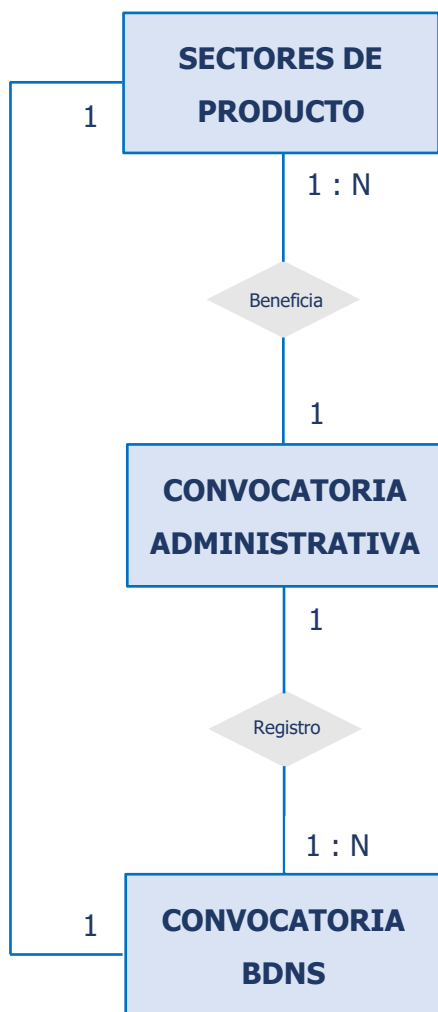 SECTORES DE
PRODUCTO
1
1 : N
Beneficia
1
CONVOCATORIA
ADMINISTRATIVA
1
Registro
1 : N
1
CONVOCATORIA
BDNS